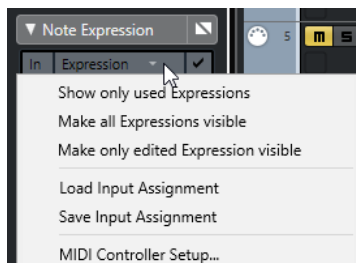 Note Expression
5 m S
In Expression
Show only used Expressions
Make all Expressions visible
Make only edited Expression visible
Load Input Assignment
Save Input Assignment
MIDI Controller Setup...